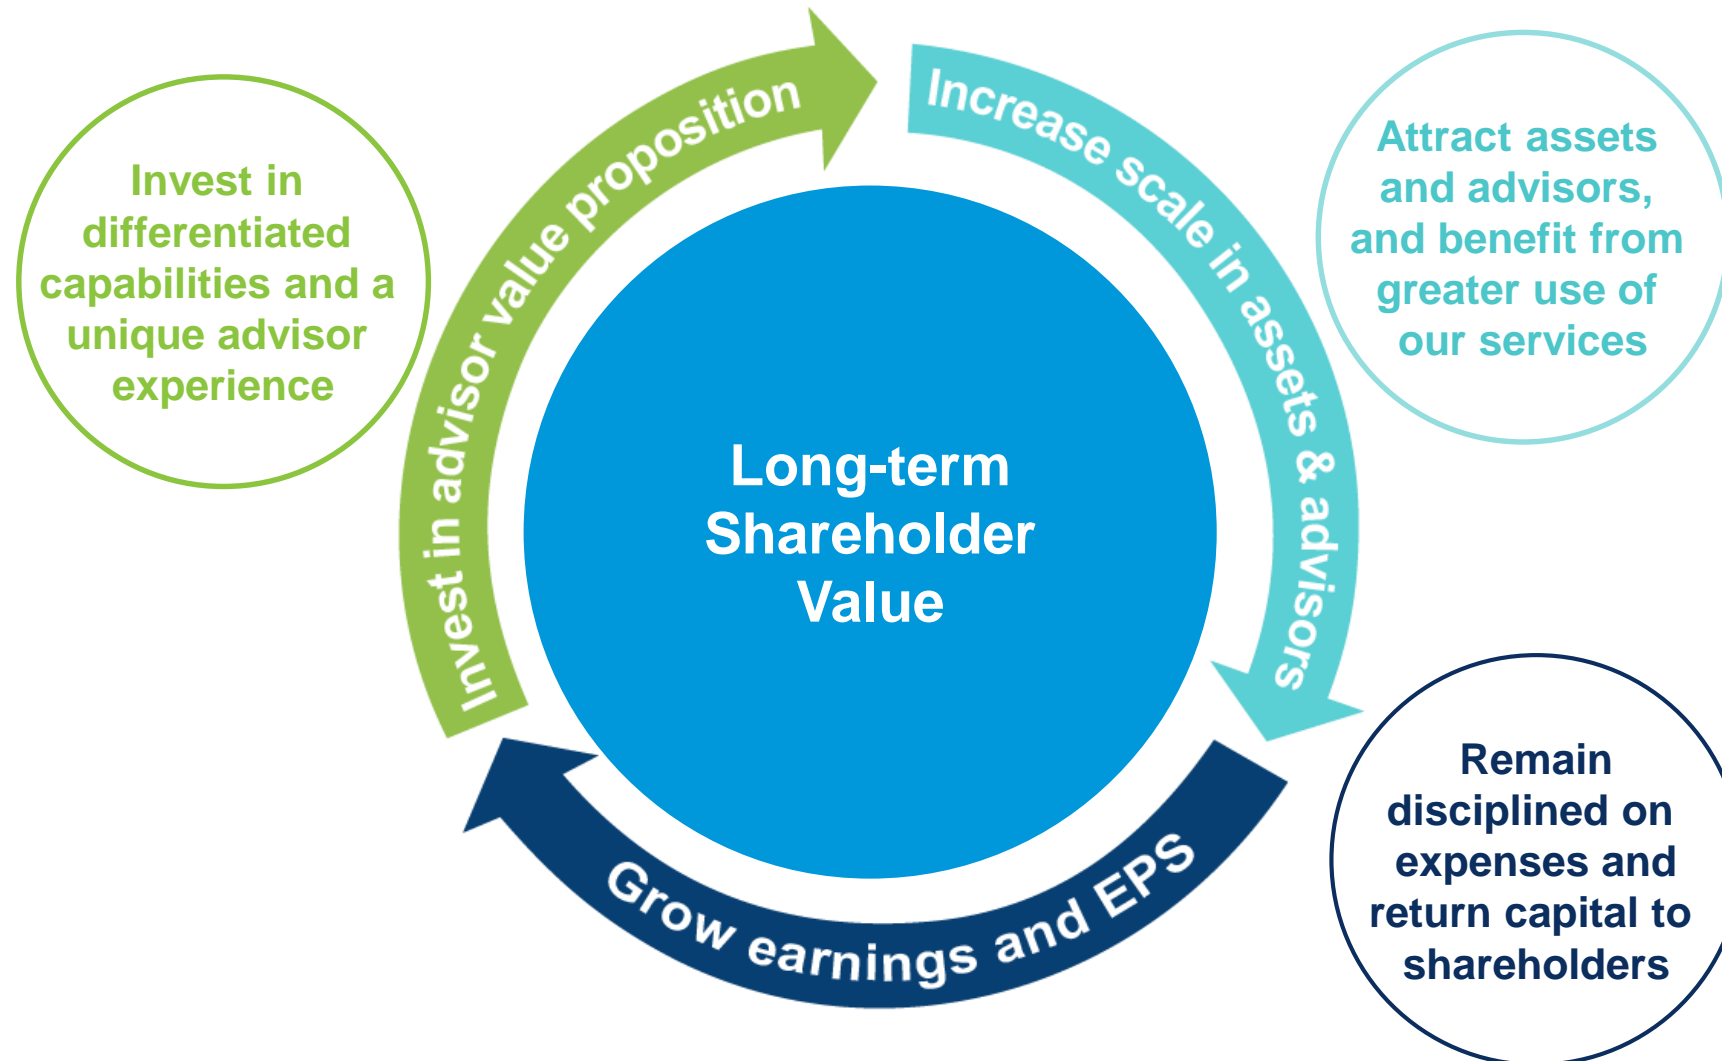 Invest in
differentiated
capabilities and a
unique advisor
experience
Invest in advisor value proposition
Increase scale in assets & advisors
Attract assets
and advisors,
and benefit from
greater use of
our services
Long-term
Shareholder
Value
Grow earnings and EPS
Remain
disciplined on
expenses and
return capital to
shareholders